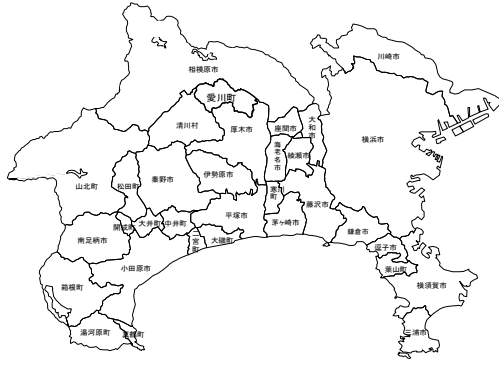 川崎市
相模原市
愛川町
清川村
厚木市
座間市
大和市
横浜市
海老名市
綾瀬市
伊勢原市
秦野市
山北町
松田町
寒川町
藤沢市
平塚市
茅ヶ崎市
開成町
大井町
中井町
鎌倉市
南足柄市
二宮町
大磯町
逗子市
小田原市
葉山町
箱根町
横須賀市
湯河原町
真鶴町
三浦市